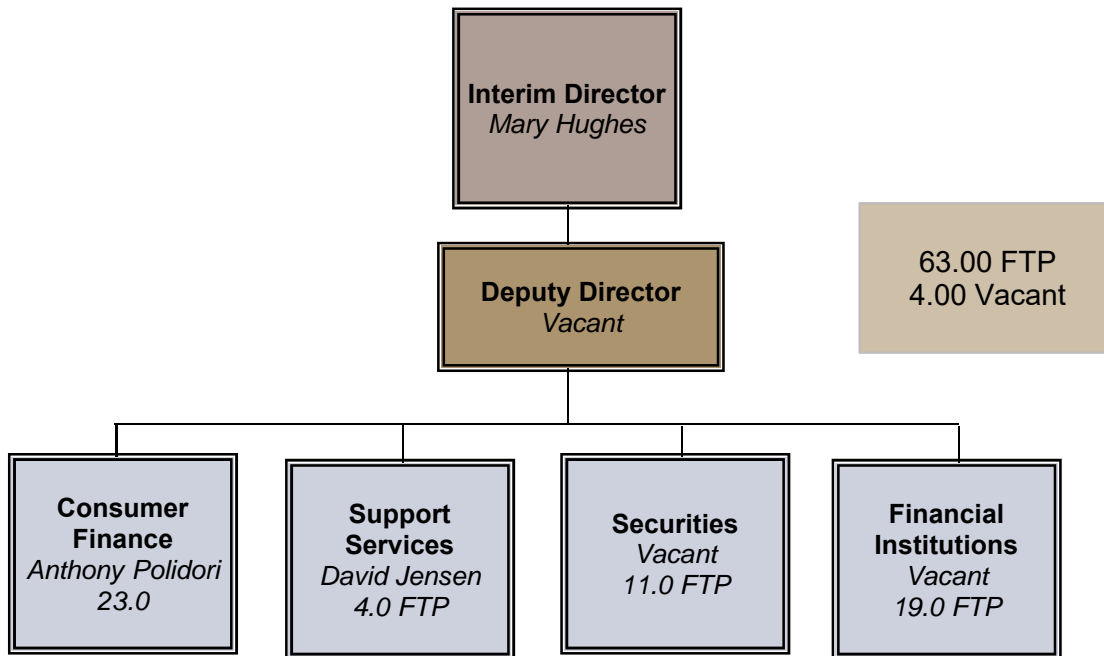 Interim Director
Mary Hughes
Deputy Director
Vacant
63.00 FTP
4.00 Vacant
Consumer
Finance
Anthony Polidori
23.0
Support
Services
David Jensen
4.0 FTP
Securities
Vacant
11.0 FTP
Financial
Institutions
Vacant
19.0 FTP